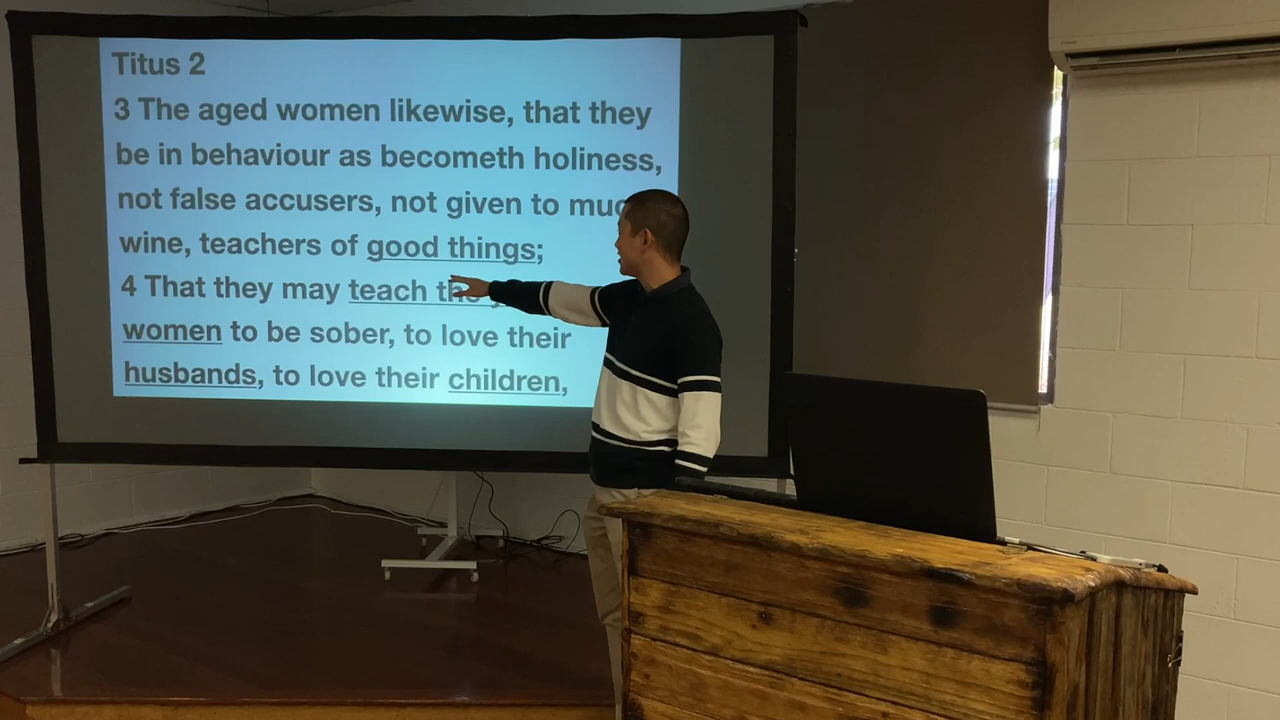 Titus 2
3 The aged women likewise, that they
be in behaviour as becometh holiness,
not false accusers, not given to
wine, teachers of good things;
4 That they may teach the
women to be sober, to love their
husbands, to love their children,